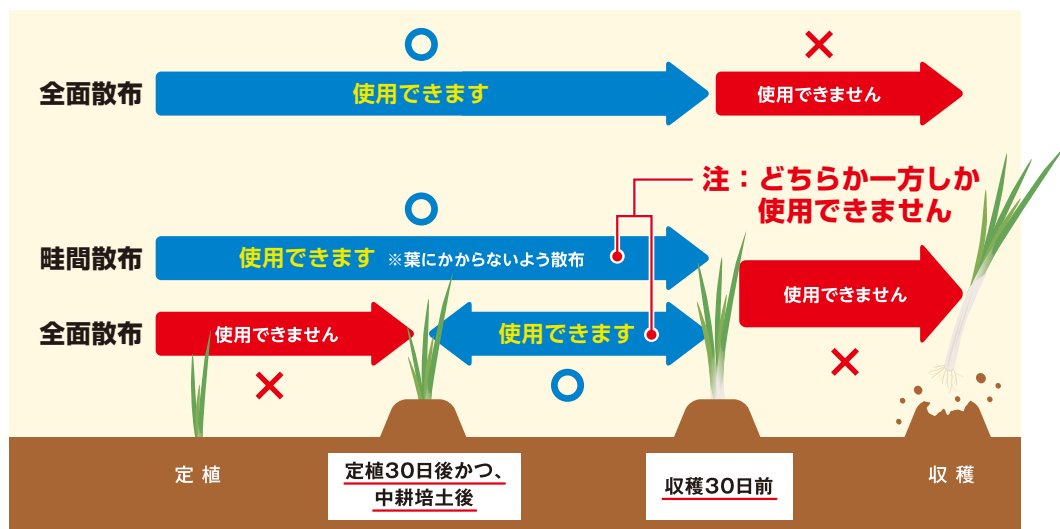 全面散布
使用できます
使用できません
注：どちらか一方しか
使用できません
畦間散布
使用できます ※葉にかからないよう散布
使用できません
全面散布
使用できません
使用できます
定植
定植30日後かつ、
中耕培土後
収穫30日前
収穫